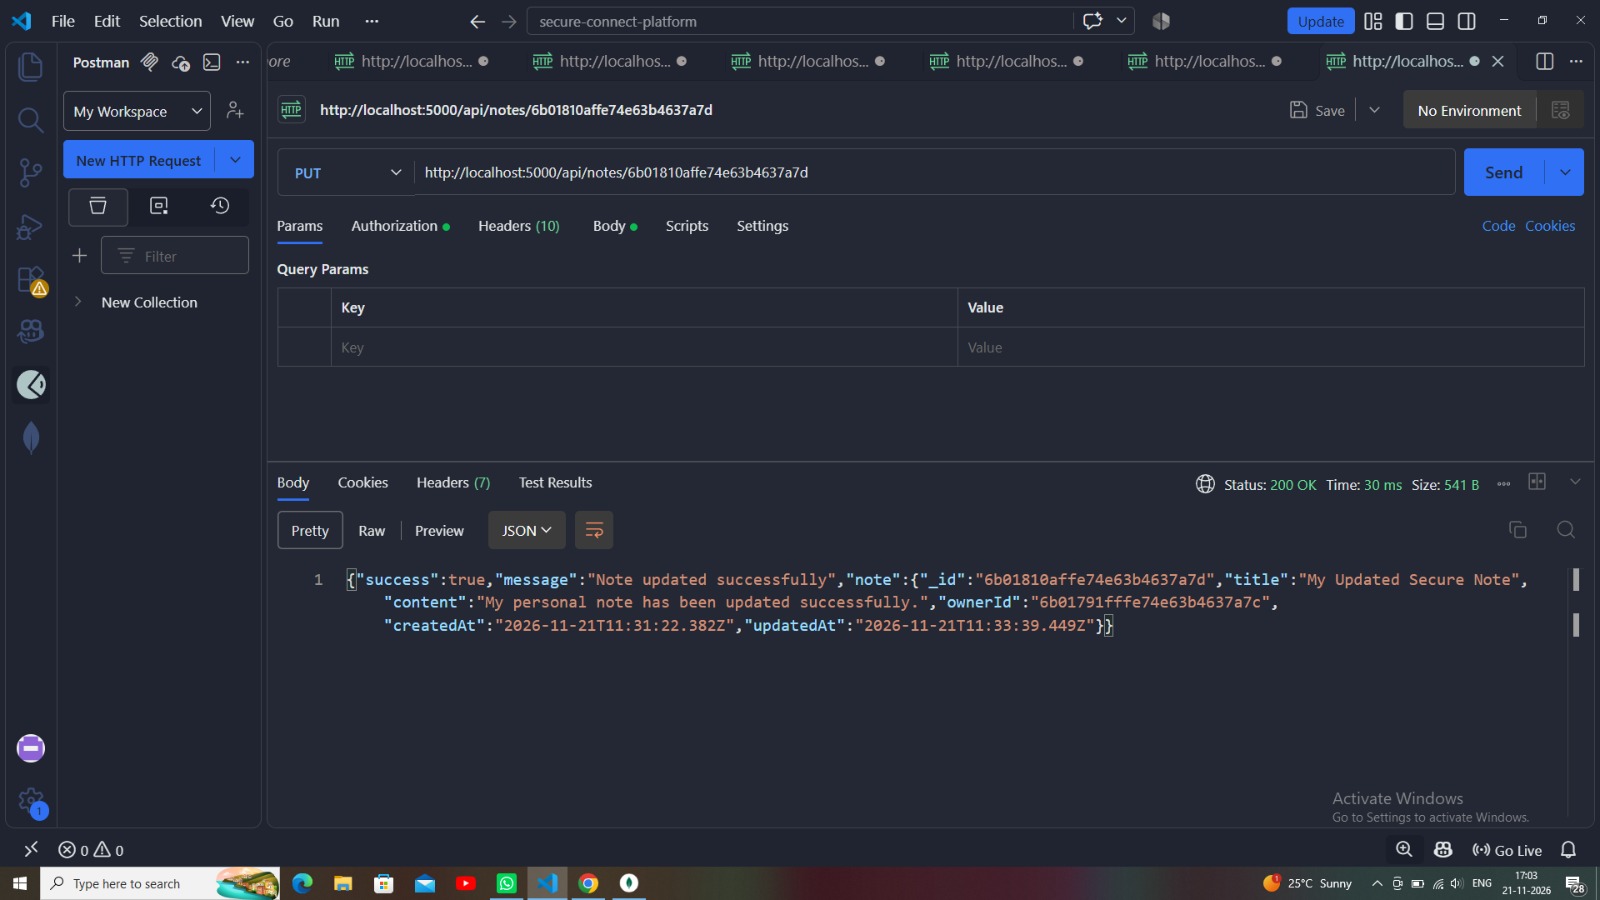 File Edit Selection View Go Run ···
secure-connect-platform
Update
Postman
ore
http://localhos...
http://localhos...
http://localhos...
http://localhos...
http://localhos...
http://localhos...
My Workspace
HTTP http://localhost:5000/api/notes/6b01810affe74e63b4637a7d
Save
No Environment
New HTTP Request
PUT
http://localhost:5000/api/notes/6b01810affe74e63b4637a7d
Send
Params Authorization Headers (10) Body Scripts Settings
Code Cookies
Filter
Query Params
New Collection
Key Value
Key Value
Body Cookies Headers (7) Test Results
Status: 200 OK Time: 30 ms Size: 541 B
Pretty Raw Preview JSON
1 {"success":true,"message":"Note updated successfully","note":{"_id":"6b01810affe74e63b4637a7d","title":"My Updated Secure Note",
"content":"My personal note has been updated successfully.","ownerId":"6b01791fffe74e63b4637a7c",
"createdAt":"2026-11-21T11:31:22.382Z","updatedAt":"2026-11-21T11:33:39.449Z"}}
1
Activate Windows
Go to Settings to activate Windows.
0 0
Go Live
Type here to search
1
25°C Sunny
ENG
17:03
21-11-2026
28